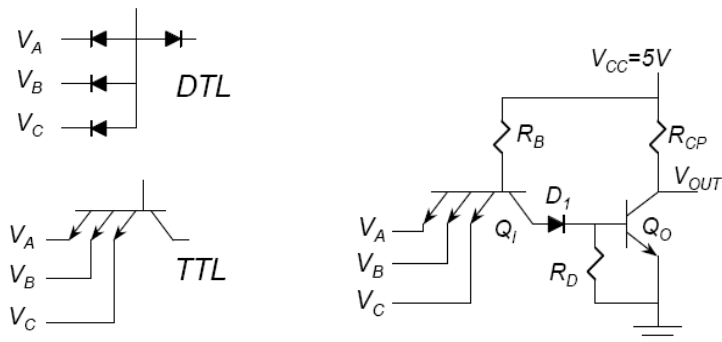 V_A
V_B
V_C
DTL
V_A
V_B
V_C
TTL
V_CC=5V
R_B
R_CP
V_OUT
D_1
V_A
Q_I
Q_O
V_B
R_D
V_C